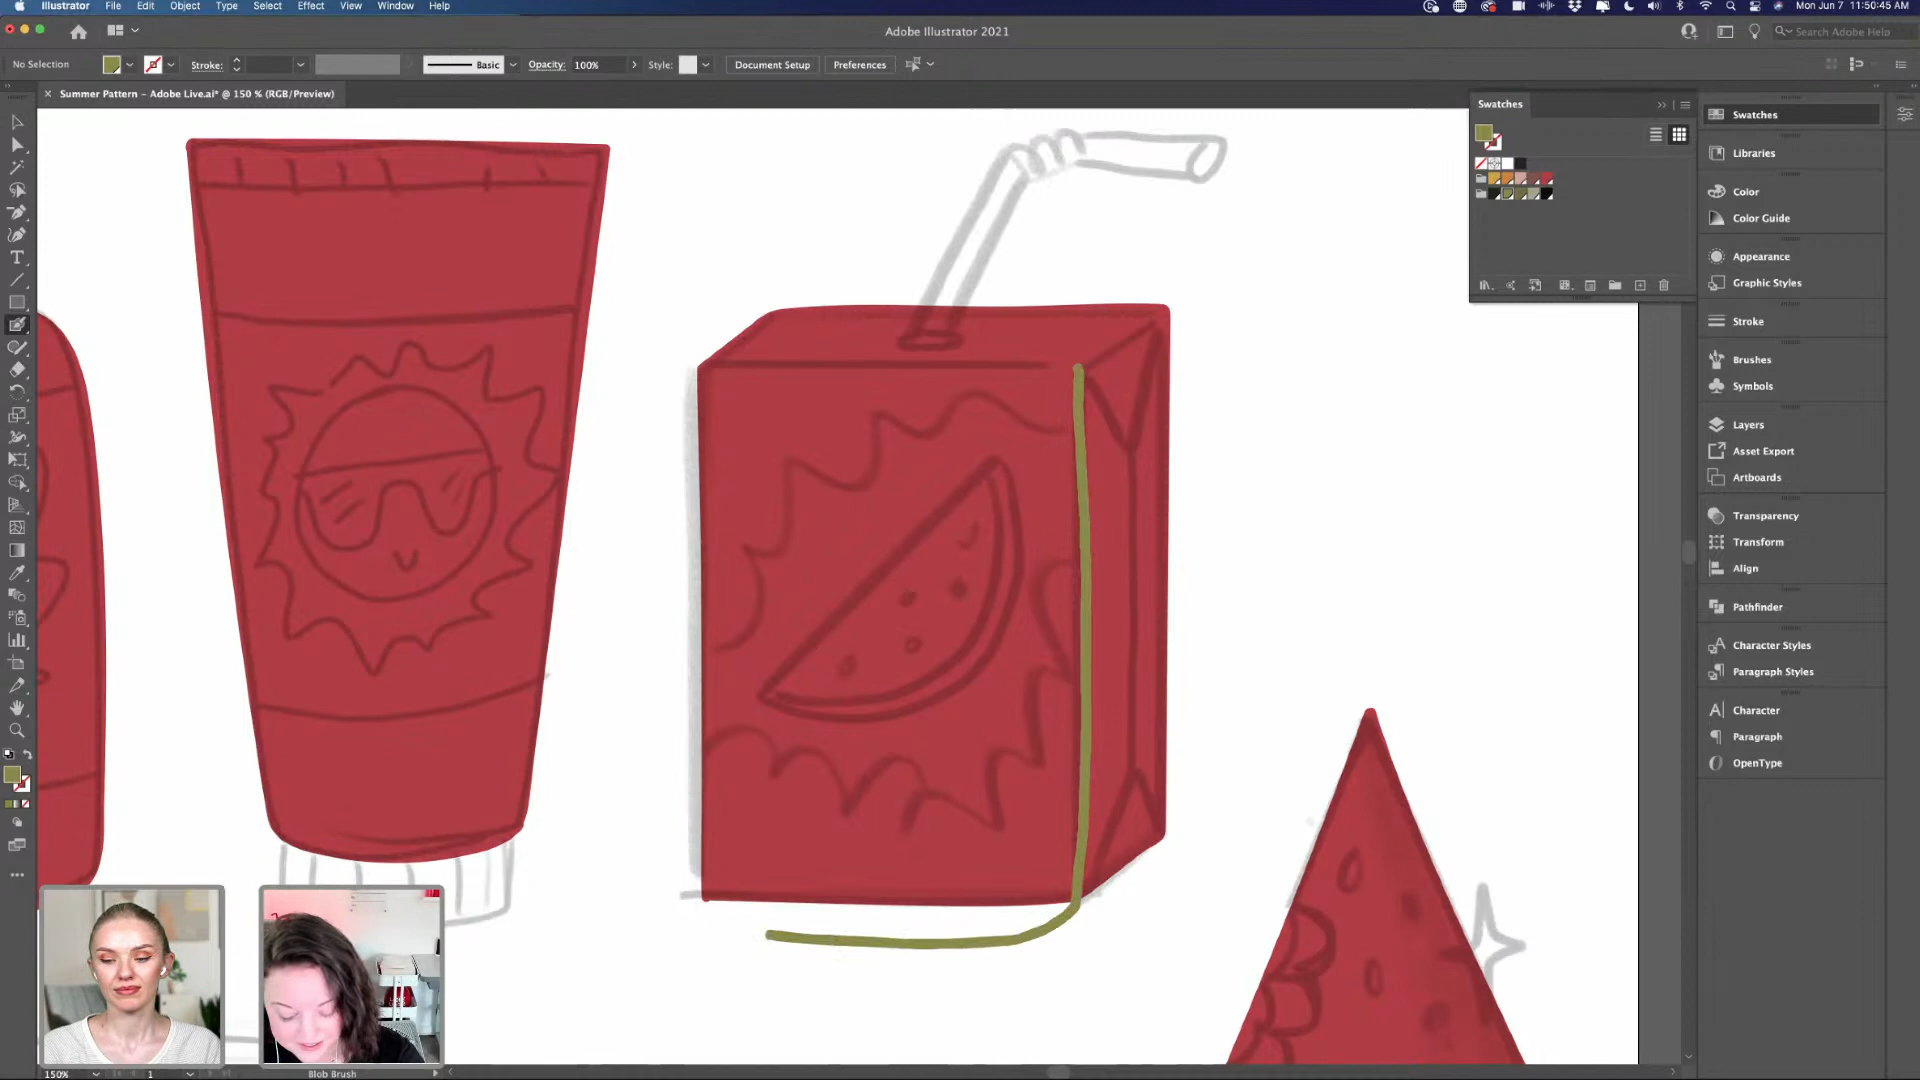 Illustrator File Edit Object Type Select Effect View Window Help
Mon Jun 7 11:50:45 AM
Adobe Illustrator 2021
Search Adobe Help
No Selection
Stroke:
Basic
Opacity: 100%
Style:
Document Setup
Preferences
Summer Pattern - Adobe Live.ai* @ 150 % (RGB/Preview)
Swatches
Swatches
Libraries
Color
Color Guide
Appearance
Graphic Styles
Stroke
Brushes
Symbols
Layers
Asset Export
Artboards
Transparency
Transform
Align
Pathfinder
Character Styles
Paragraph Styles
Character
Paragraph
OpenType
150%
1
Blob Brush